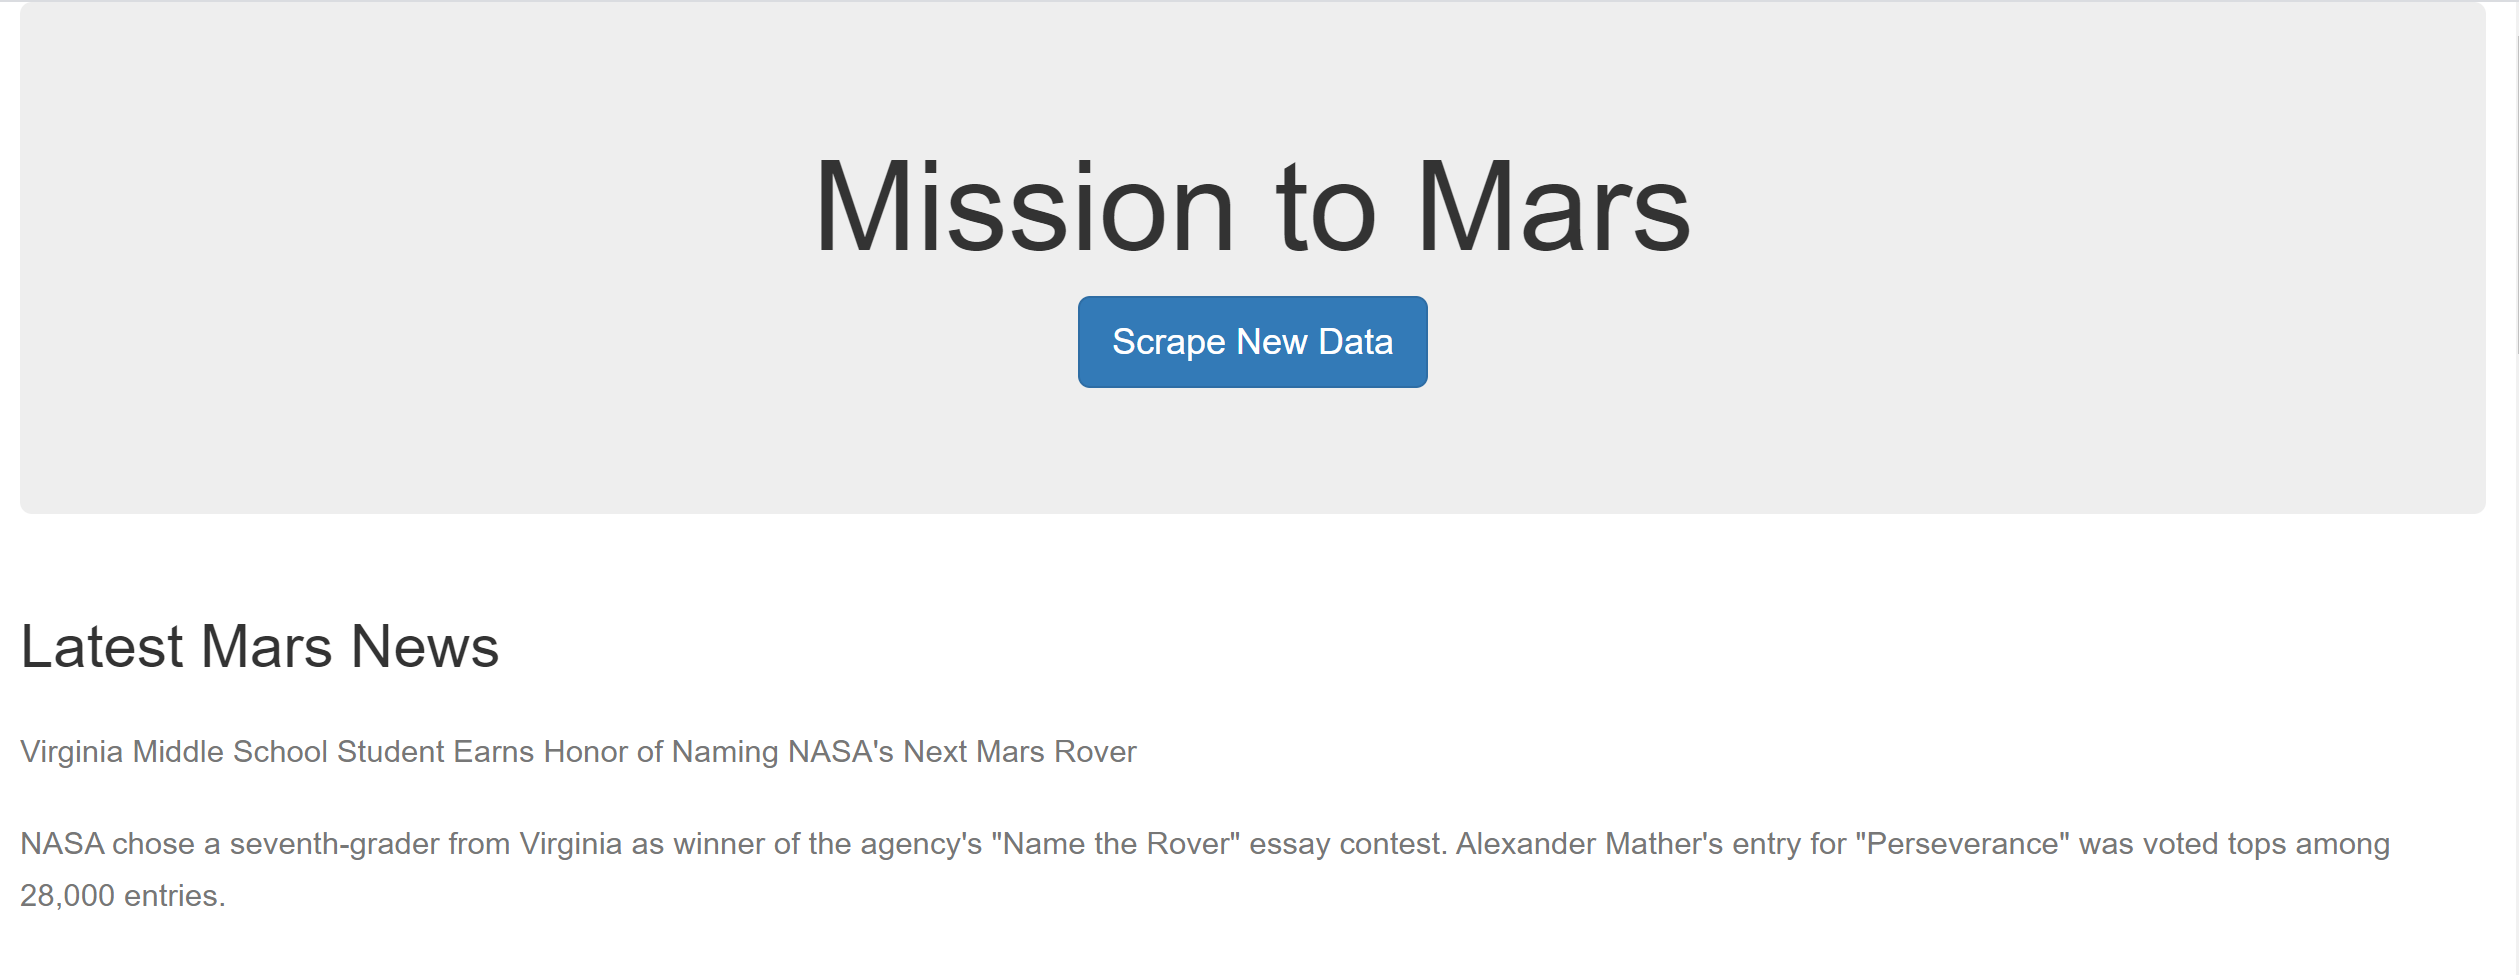 Mission to Mars
Scrape New Data
Latest Mars News
Virginia Middle School Student Earns Honor of Naming NASA's Next Mars Rover
NASA chose a seventh-grader from Virginia as winner of the agency's "Name the Rover" essay contest. Alexander Mather's entry for "Perseverance" was voted tops among
28,000 entries.